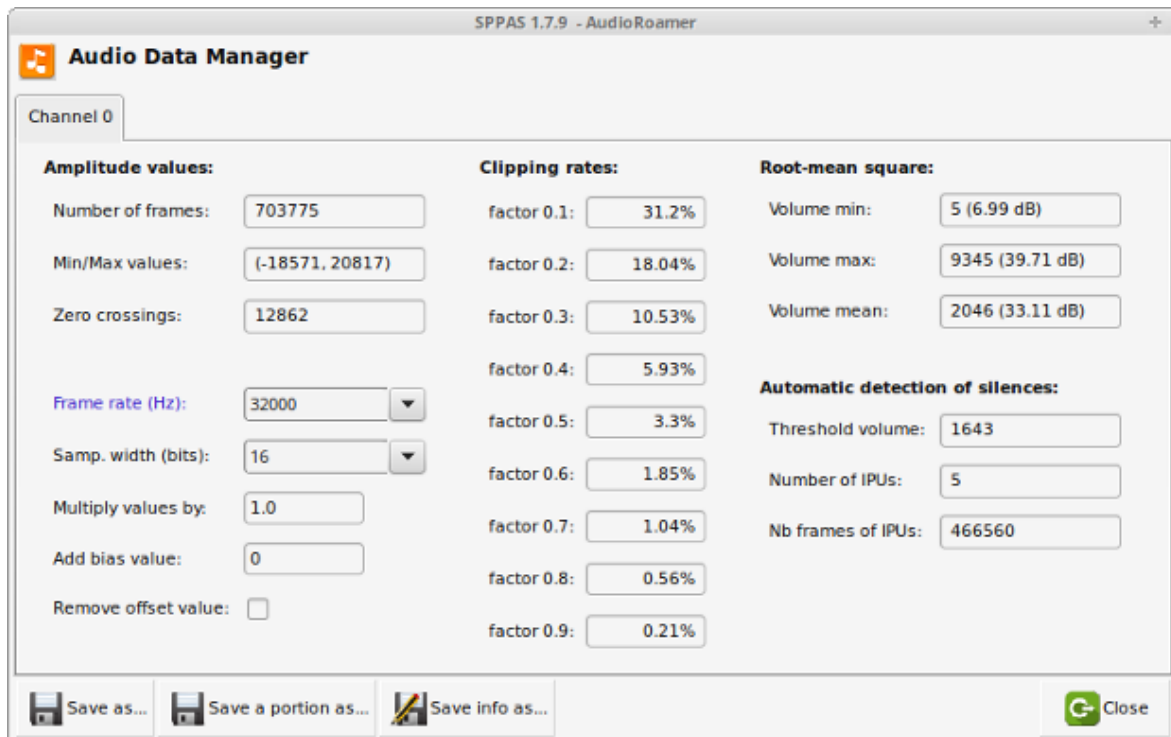 SPPAS 1.7.9 - AudioRoamer
Audio Data Manager
Channel 0
Amplitude values:
Number of frames: 703775
Min/Max values: (-18571, 20817)
Zero crossings: 12862
Frame rate (Hz): 32000
Samp. width (bits): 16
Multiply values by: 1.0
Add bias value: 0
Remove offset value:
Clipping rates:
factor 0.1: 31.2%
factor 0.2: 18.04%
factor 0.3: 10.53%
factor 0.4: 5.93%
factor 0.5: 3.3%
factor 0.6: 1.85%
factor 0.7: 1.04%
factor 0.8: 0.56%
factor 0.9: 0.21%
Root-mean square:
Volume min: 5 (6.99 dB)
Volume max: 9345 (39.71 dB)
Volume mean: 2046 (33.11 dB)
Automatic detection of silences:
Threshold volume: 1643
Number of IPUs: 5
Nb frames of IPUs: 466560
Save as... Save a portion as... Save info as... Close